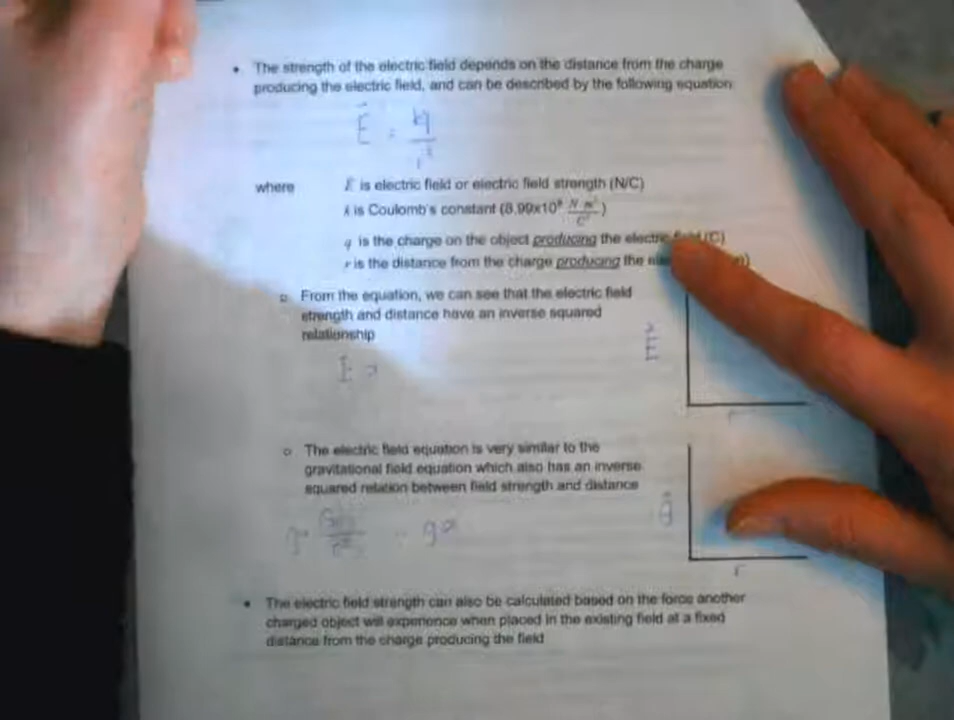 • The strength of the electric field depends on the distance from the charge
producing the electric field, and can be described by the following equation
E = kq / r²
where E is electric field or electric field strength (N/C)
k is Coulomb's constant (8.99x10⁹ N·m²/C²)
q is the charge on the object producing the electric field (C)
r is the distance from the charge producing the
o From the equation, we can see that the electric field
strength and distance have an inverse squared
relationship
E
E
r
o The electric field equation is very similar to the
gravitational field equation which also has an inverse
squared relation between field strength and distance
g
r
• The electric field strength can also be calculated based on the force another
charged object will experience when placed in the existing field at a fixed
distance from the charge producing the field